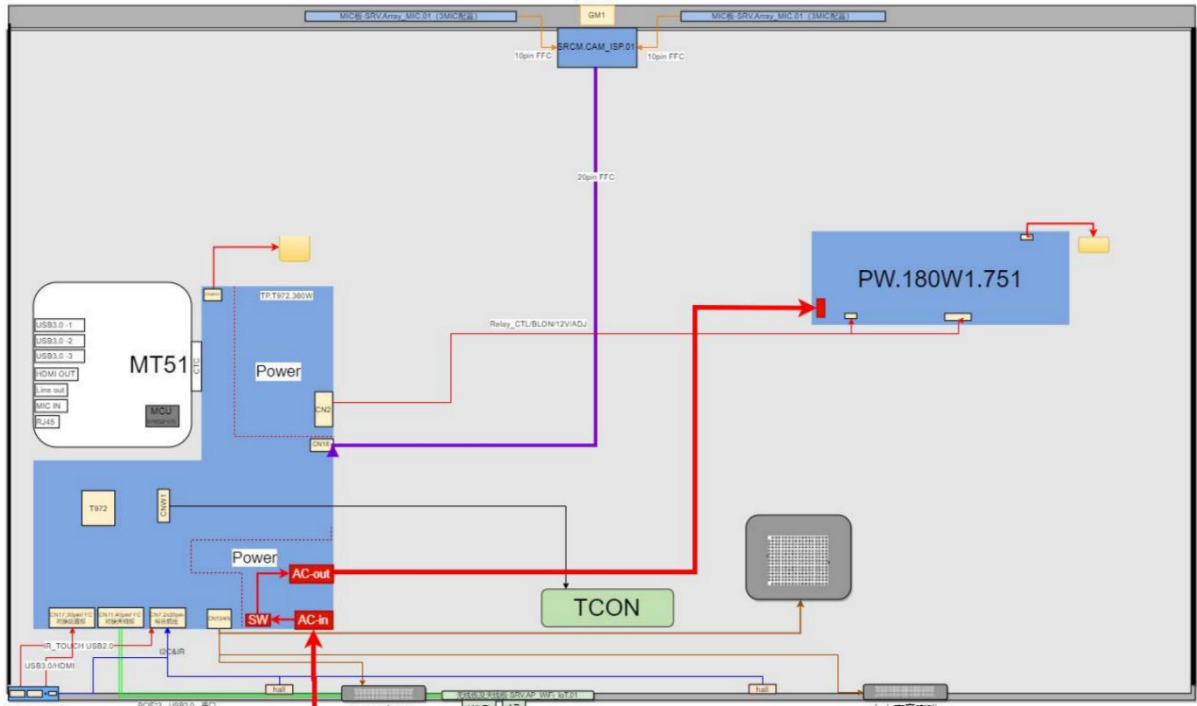 MIC板-SRV.Array_MIC.01（3MIC配置）
GM1
MIC板-SRV.Array_MIC.01（3MIC配置）
SRCM.CAM_ISP.01
10pin FFC
10pin FFC
20pin FFC
PW.180W1.751
TP.T972.360W
Relay_CTL/BLON/12V/ADJ
USB3.0 -1
USB3.0 -2
USB3.0 -3
HDMI OUT
Line out
MIC IN
RJ45
MT51
CTC
MCU
Power
CN2
CN16
T972
CNW1
Power
AC-out
SW
AC-in
TCON
IR_TOUCH USB2.0
I2C&IR
USB3.0/HDMI
hall
hall